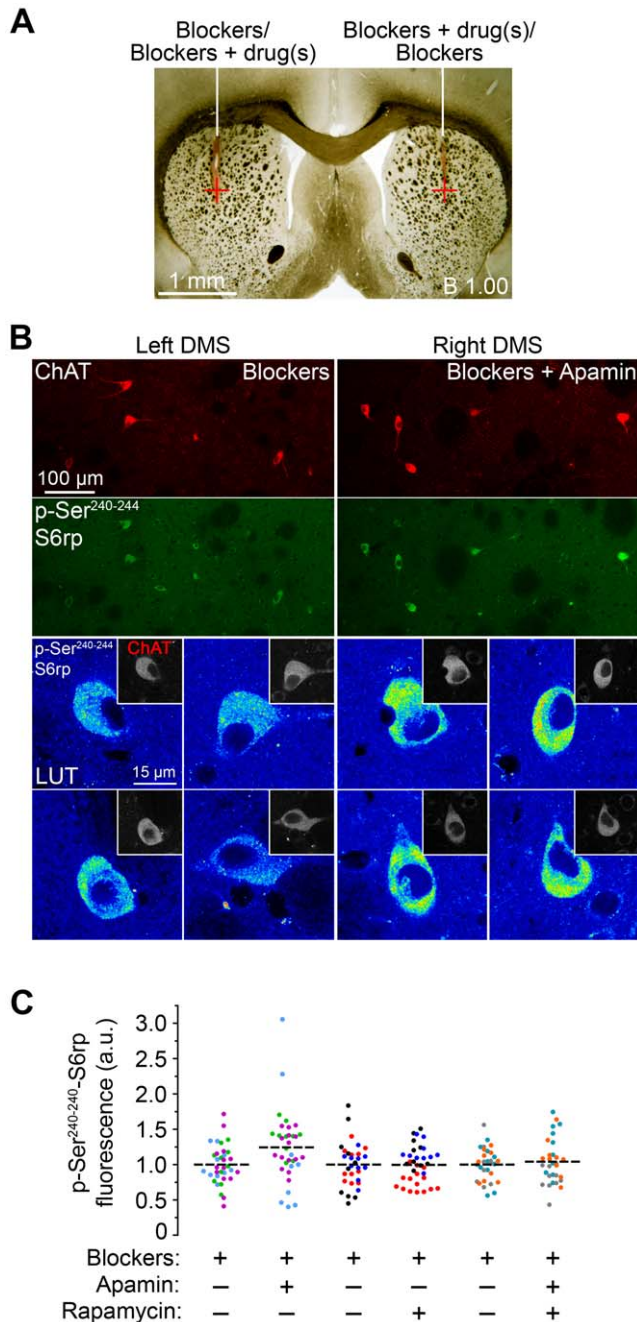 A
Blockers/ Blockers + drug(s)/
Blockers + drug(s) Blockers
1 mm B 1.00
B
Left DMS Right DMS
ChAT Blockers Blockers + Apamin
100 µm
p-Ser240-244
S6rp
p-Ser240-244 ChAT
S6rp
LUT 15 µm
C
p-Ser240-240-S6rp
fluorescence (a.u.)
3.0
2.5
2.0
1.5
1.0
0.5
0
Blockers: + + + + + +
Apamin: − + − − − +
Rapamycin: − − − + − +